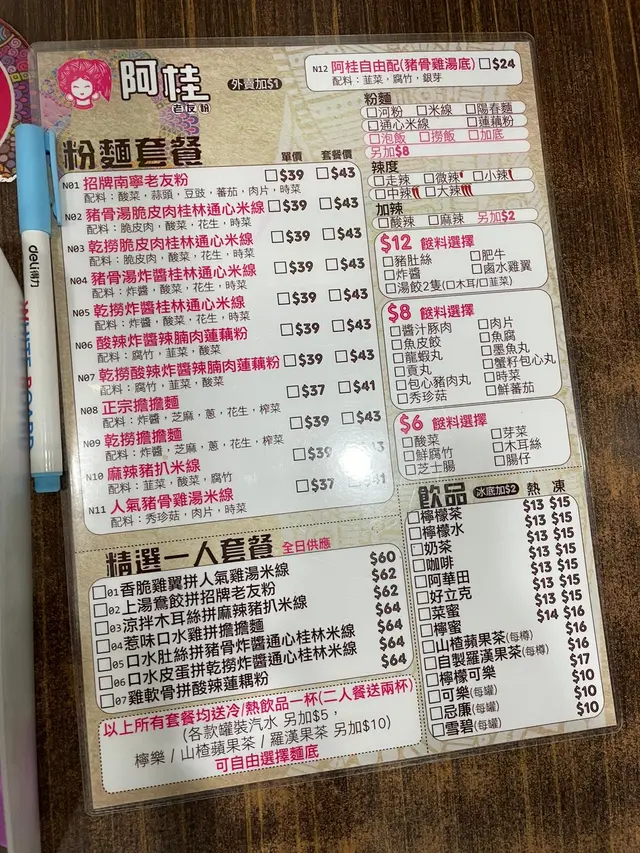 阿桂
老友粉
外賣加$1
N12 阿桂自由配(豬骨雞湯底) □$24
配料：韮菜，腐竹，銀芽
粉麵
□河粉 □米線 □陽春麵
□通心米線 □蓮藕粉
□泡飯 □撈飯 □加底
另加$8
辣度
□走辣 □微辣 □小辣
□中辣 □大辣
加辣
□酸辣 □麻辣 另加$2
粉麵套餐 單價 套餐價
N01 招牌南寧老友粉 □$39 □$43
配料：酸菜，蒜頭，豆豉，蕃茄，肉片，時菜
N02 豬骨湯脆皮肉桂林通心米線 □$39 □$43
配料：脆皮肉，酸菜，花生，時菜
N03 乾撈脆皮肉桂林通心米線 □$39 □$43
配料：脆皮肉，酸菜，花生，時菜
N04 豬骨湯炸醬桂林通心米線 □$39 □$43
配料：炸醬，酸菜，花生，時菜
N05 乾撈炸醬桂林通心米線 □$39 □$43
配料：炸醬，酸菜，花生，時菜
N06 酸辣炸醬辣腩肉蓮藕粉 □$39 □$43
配料：腐竹，韮菜，酸菜
N07 乾撈酸辣炸醬辣腩肉蓮藕粉 □$39 □$43
配料：腐竹，韮菜，酸菜
N08 正宗擔擔麵 □$37 □$41
配料：炸醬，芝麻，蔥，花生，榨菜
N09 乾撈擔擔麵 □$39 □$43
配料：炸醬，芝麻，蔥，花生，榨菜
N10 麻辣豬扒米線 □$39 $43
配料：韮菜，酸菜，腐竹
N11 人氣豬骨雞湯米線 □$37 $41
配料：秀珍菇，肉片，時菜
$12 餸料選擇
□豬肚絲 □肥牛
□炸醬 □鹵水雞翼
□湯餃2隻(□木耳/□韮菜)
$8 餸料選擇
□醬汁豚肉 □肉片
□魚皮餃 □魚腐
□龍蝦丸 □墨魚丸
□貢丸 □蟹籽包心丸
□包心豬肉丸 □時菜
□秀珍菇 □鮮蕃茄
$6 餸料選擇
□酸菜 □芽菜
□鮮腐竹 □木耳絲
□芝士腸 □腸仔
精選一人套餐 全日供應
□01香脆雞翼拼人氣雞湯米線 $60
□02上湯鴛餃拼招牌老友粉 $62
□03涼拌木耳絲拼麻辣豬扒米線 $62
□04惹味口水雞拼擔擔麵 $64
□05口水肚絲拼豬骨炸醬通心桂林米線 $64
□06口水皮蛋拼乾撈炸醬通心桂林米線 $64
□07雞軟骨拼酸辣蓮藕粉 $64
以上所有套餐均送冷/熱飲品一杯(二人餐送兩杯)
(各款罐裝汽水 另加$5，
檸樂 / 山楂蘋果茶 / 羅漢果茶 另加$10)
可自由選擇麵底
飲品 冰底加$2 熱 凍
□檸檬茶 $13 $15
□檸檬水 $13 $15
□奶茶 $13 $15
□咖啡 $13 $15
□阿華田 $13 $15
□好立克 $13 $15
□菜蜜 $14 $16
□檸蜜 $16
□山楂蘋果茶(每樽) $16
□自製羅漢果茶(每樽) $16
□檸檬可樂 $17
□可樂(每罐) $10
□忌廉(每罐) $10
□雪碧(每罐) $10
deli得力
WHITE BOARD